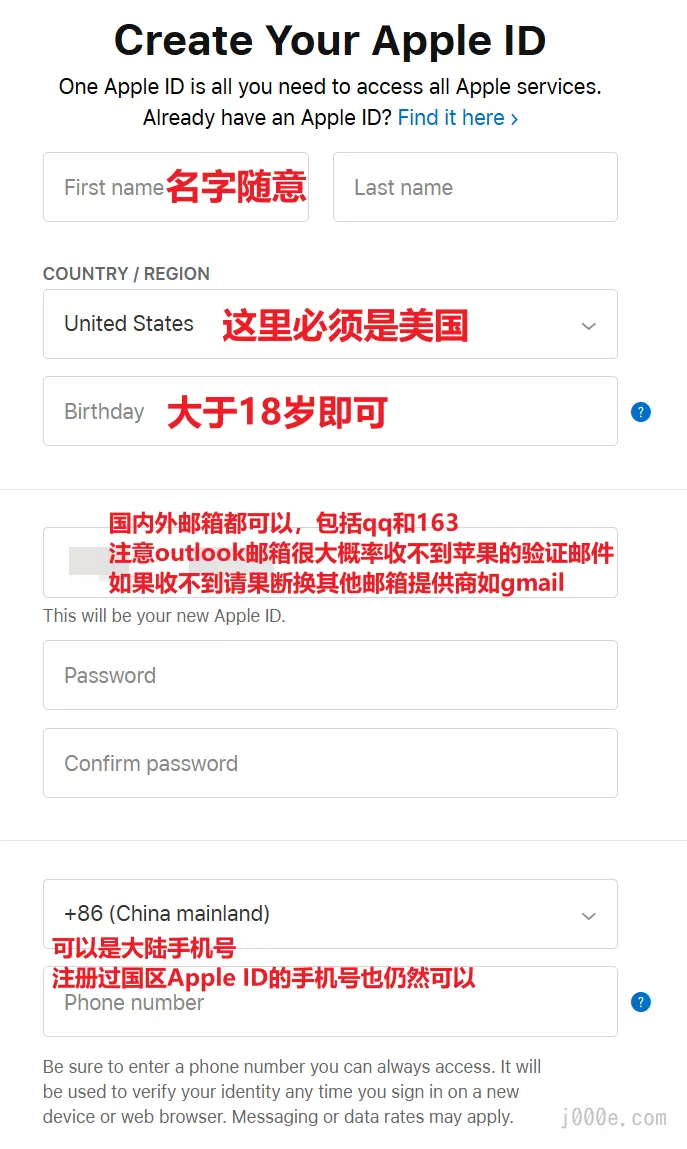 Create Your Apple ID
One Apple ID is all you need to access all Apple services.
Already have an Apple ID? Find it here ›
First name 名字随意
Last name
COUNTRY / REGION
United States 这里必须是美国
Birthday 大于18岁即可
?
国内外邮箱都可以，包括qq和163
注意outlook邮箱很大概率收不到苹果的验证邮件
如果收不到请果断换其他邮箱提供商如gmail
This will be your new Apple ID.
Password
Confirm password
+86 (China mainland)
可以是大陆手机号
注册过国区Apple ID的手机号也仍然可以
Phone number
?
Be sure to enter a phone number you can always access. It will
be used to verify your identity any time you sign in on a new
device or web browser. Messaging or data rates may apply.
j000e.com